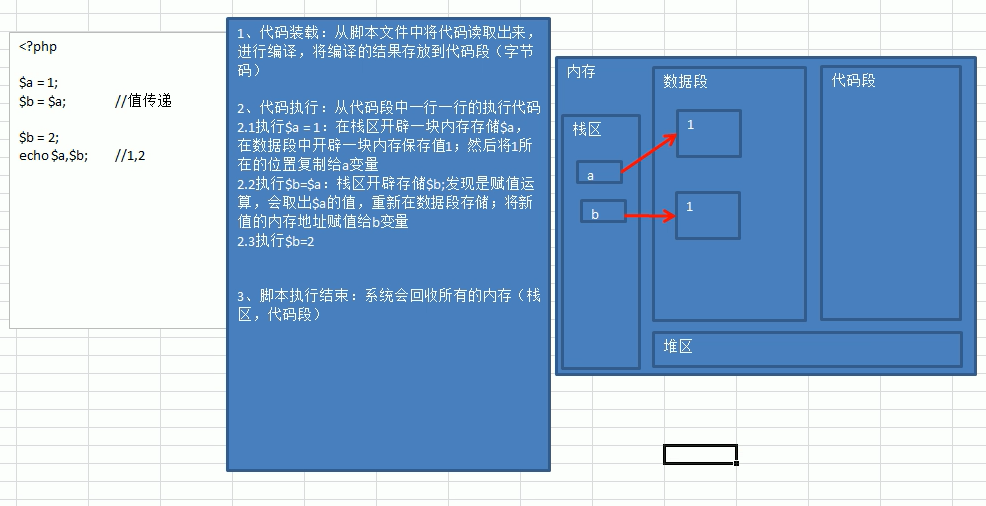 <?php
$a = 1;
$b = $a; //值传递
$b = 2;
echo $a,$b; //1,2
1、代码装载：从脚本文件中将代码读取出来，
进行编译，将编译的结果存放到代码段（字节
码）
2、代码执行：从代码段中一行一行的执行代码
2.1执行$a = 1：在栈区开辟一块内存存储$a，
在数据段中开辟一块内存保存值1；然后将1所
在的位置复制给a变量
2.2执行$b=$a：栈区开辟存储$b;发现是赋值运
算，会取出$a的值，重新在数据段存储；将新
值的内存地址赋值给b变量
2.3执行$b=2
3、脚本执行结束：系统会回收所有的内存（栈
区，代码段）
内存
栈区
a
b
数据段
1
1
代码段
堆区